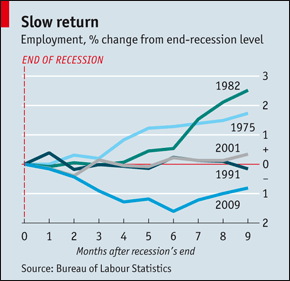 Slow return
Employment, % change from end-recession level
END OF RECESSION
3
1982
2
1975
1
2001
+
0
–
1991
1
2009
2
0 1 2 3 4 5 6 7 8 9
Months after recession's end
Source: Bureau of Labour Statistics